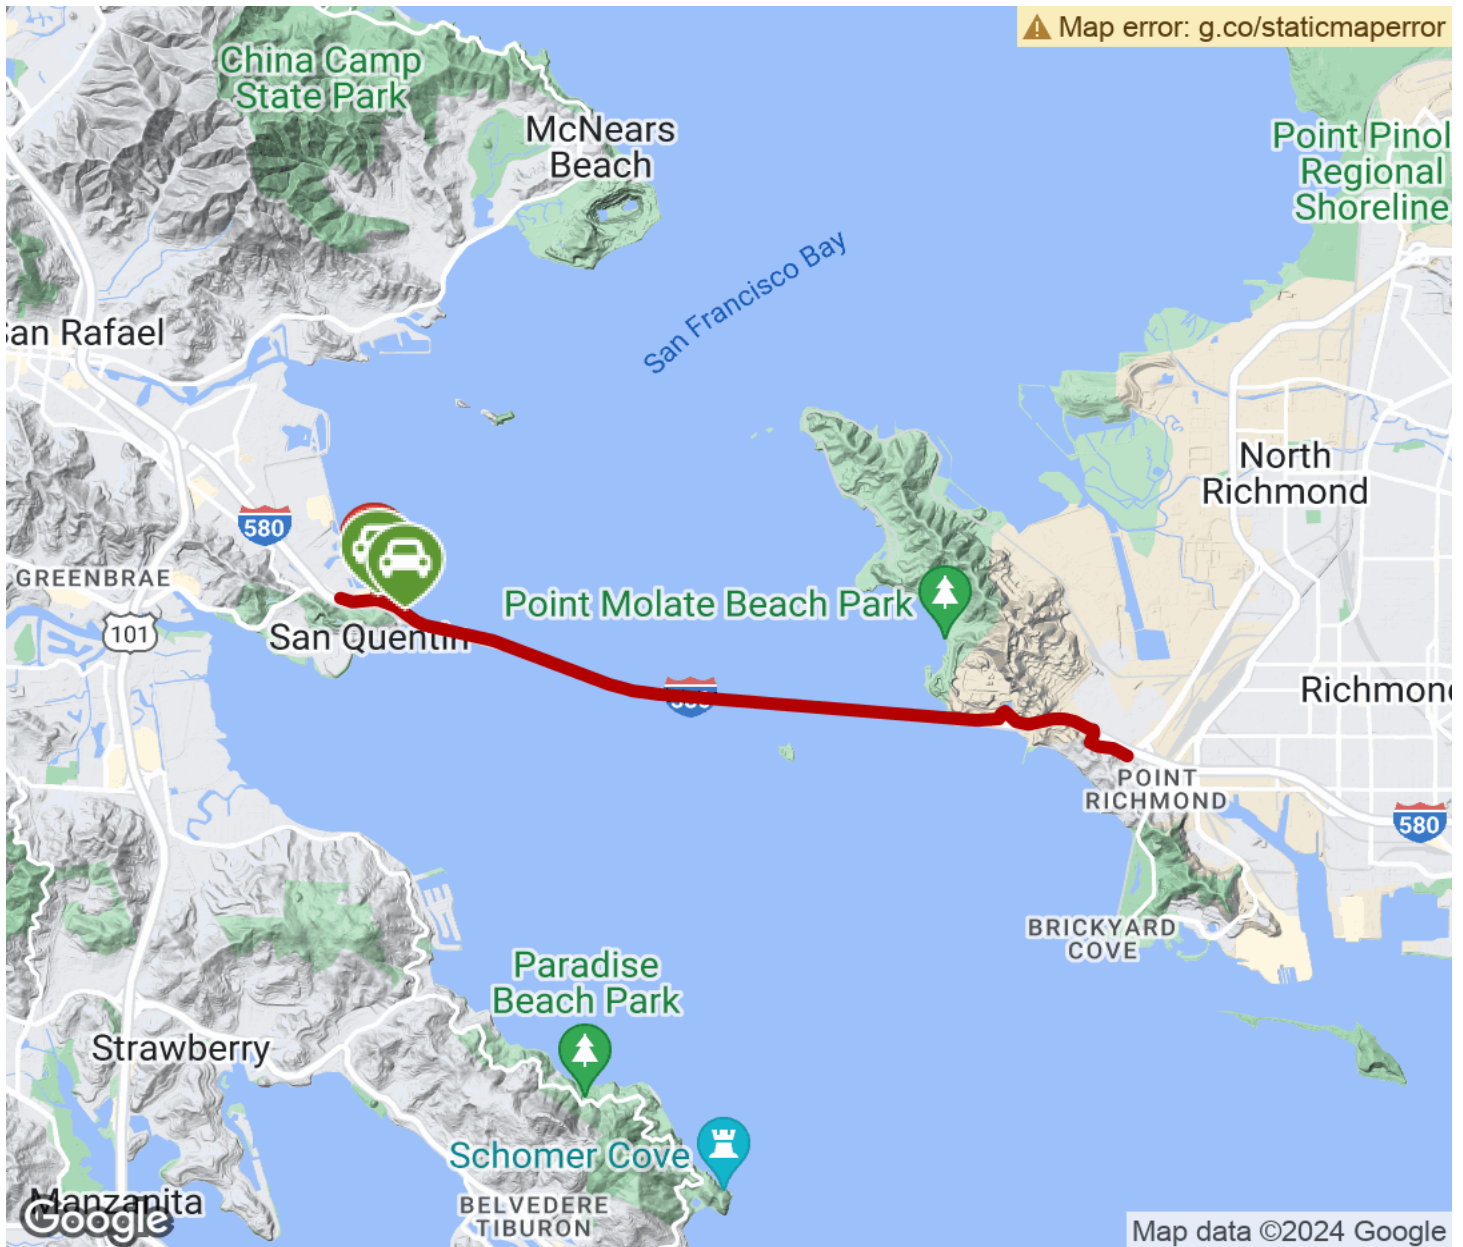 Map error: g.co/staticmaperror
China Camp
State Park
McNears
Beach
Point Pinol
Regional
Shoreline
San Francisco Bay
an Rafael
North
Richmond
580
GREENBRAE
101
San Quentin
Point Molate Beach Park
Richmon
580
POINT
RICHMOND
580
BRICKYARD
COVE
Paradise
Beach Park
Strawberry
Schomer Cove
Manzanita
BELVEDERE
TIBURON
Google
Map data ©2024 Google